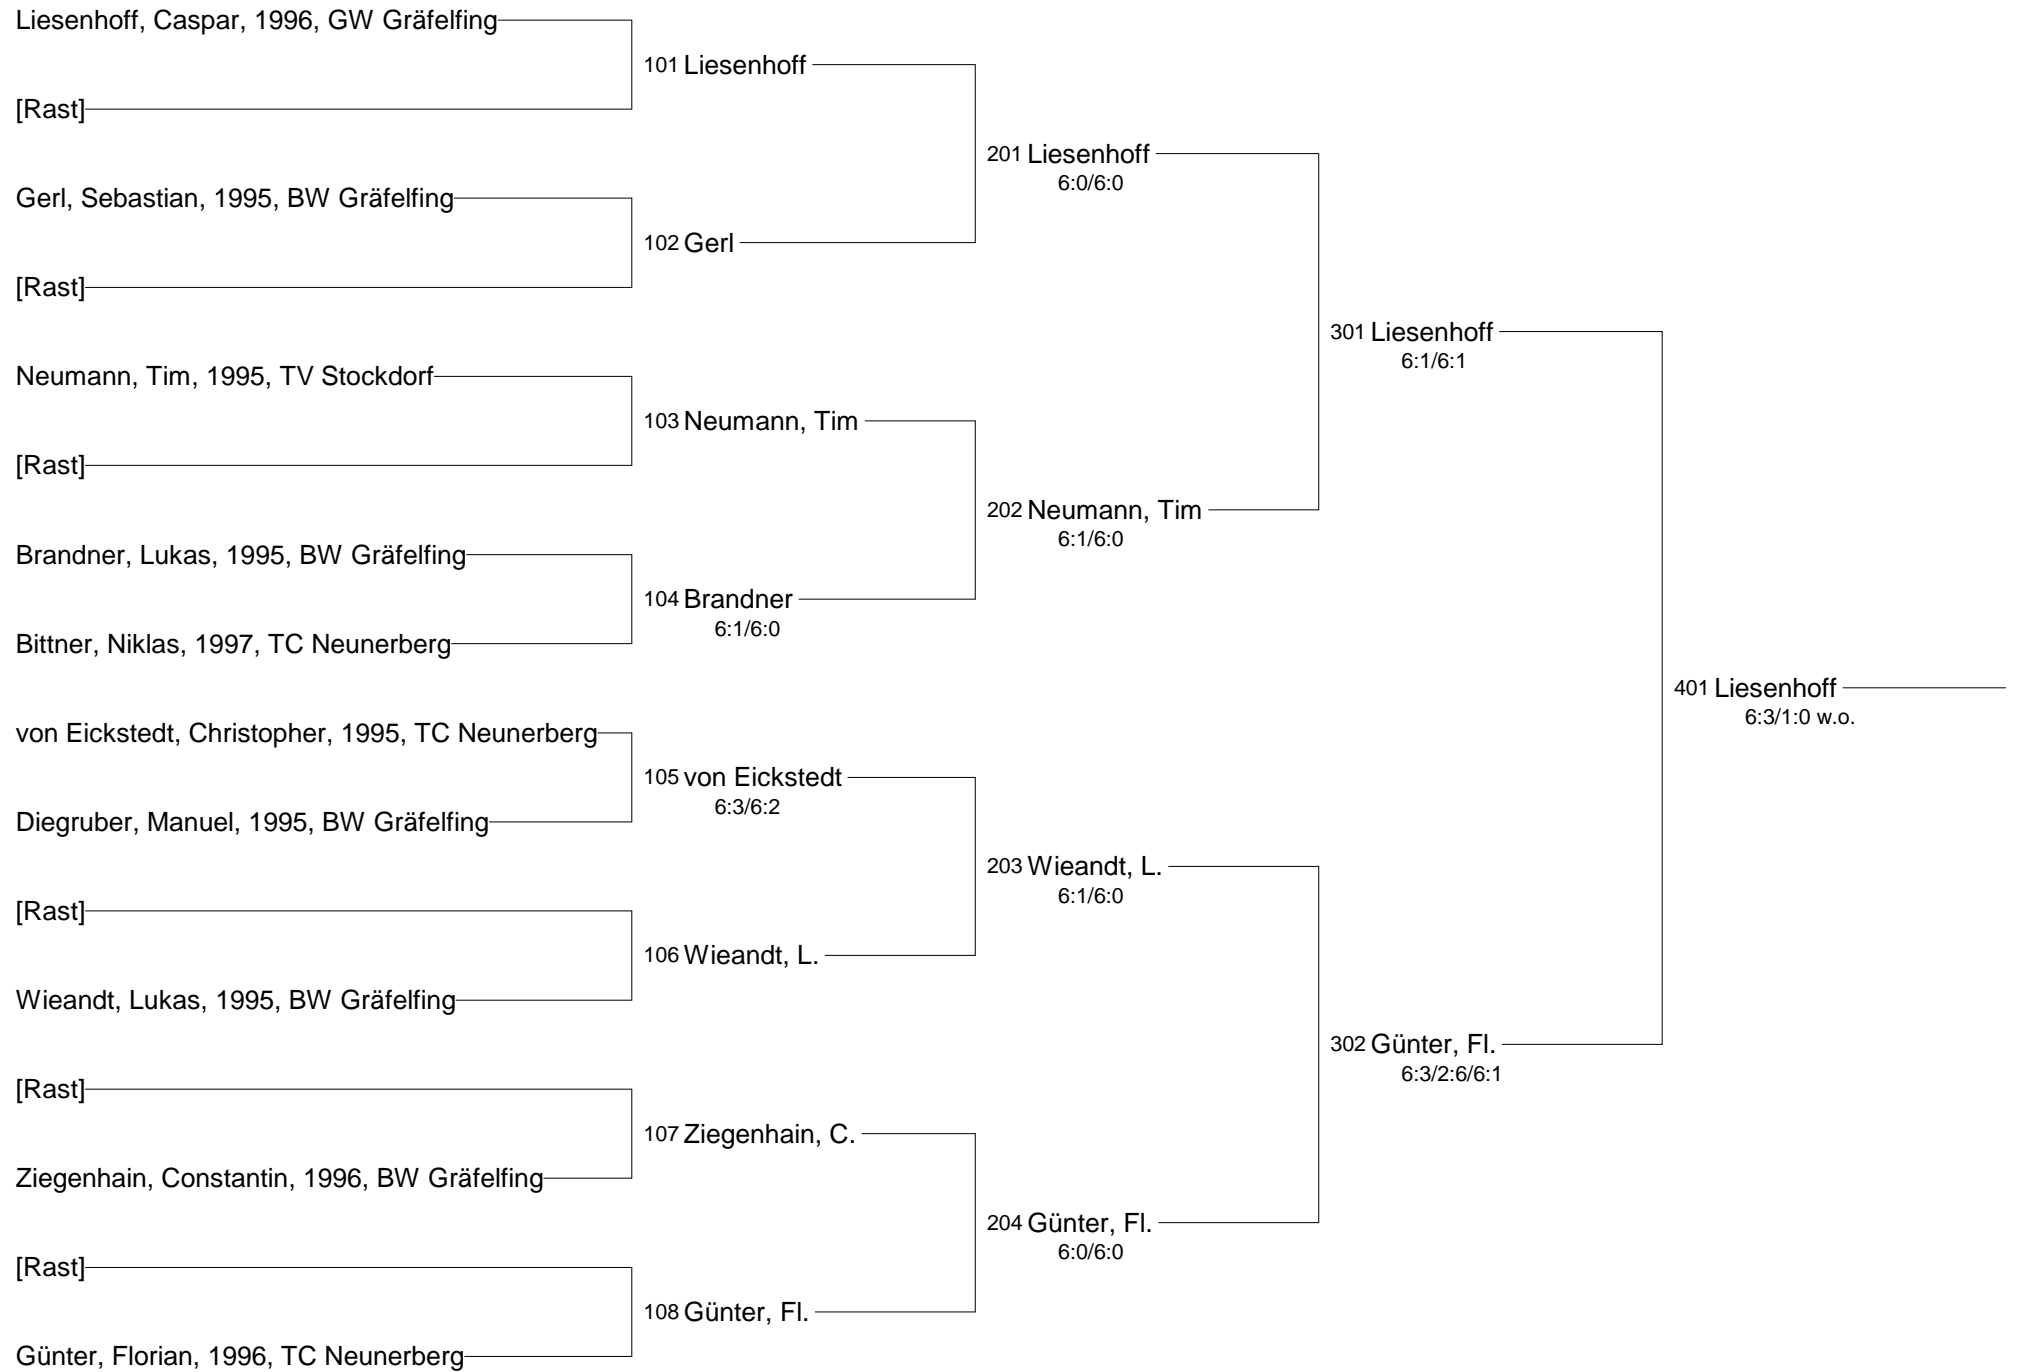 Liesenhoff, Caspar, 1996, GW Gräfelfing
[Rast]
Gerl, Sebastian, 1995, BW Gräfelfing
[Rast]
Neumann, Tim, 1995, TV Stockdorf
[Rast]
Brandner, Lukas, 1995, BW Gräfelfing
Bittner, Niklas, 1997, TC Neunerberg
von Eickstedt, Christopher, 1995, TC Neunerberg
Diegruber, Manuel, 1995, BW Gräfelfing
[Rast]
Wieandt, Lukas, 1995, BW Gräfelfing
[Rast]
Ziegenhain, Constantin, 1996, BW Gräfelfing
[Rast]
Günter, Florian, 1996, TC Neunerberg
101 Liesenhoff
102 Gerl
103 Neumann, Tim
104 Brandner
6:1/6:0
105 von Eickstedt
6:3/6:2
106 Wieandt, L.
107 Ziegenhain, C.
108 Günter, Fl.
201 Liesenhoff
6:0/6:0
202 Neumann, Tim
6:1/6:0
203 Wieandt, L.
6:1/6:0
204 Günter, Fl.
6:0/6:0
301 Liesenhoff
6:1/6:1
302 Günter, Fl.
6:3/2:6/6:1
401 Liesenhoff
6:3/1:0 w.o.